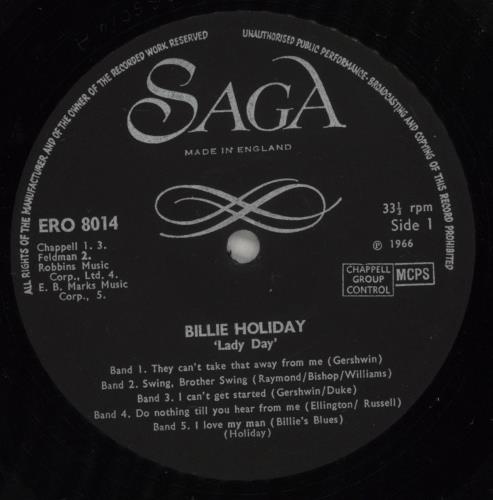 ALL RIGHTS OF THE MANUFACTURER AND OF THE OWNER OF THE RECORDED WORK RESERVED
UNAUTHORISED PUBLIC PERFORMANCE·BROADCASTING AND COPYING OF THIS RECORD PROHIBITED
SAGA
MADE IN ENGLAND
ERO 8014
Chappell 1. 3.
Feldman 2.
Robbins Music
Corp., Ltd. 4.
E. B. Marks Music
Corp., 5.
33⅓ rpm
Side 1
℗ 1966
CHAPPELL
GROUP
CONTROL
MCPS
BILLIE HOLIDAY
'Lady Day'
Band 1. They can't take that away from me (Gershwin)
Band 2. Swing, Brother Swing (Raymond/Bishop/Williams)
Band 3. I can't get started (Gershwin/Duke)
Band 4. Do nothing till you hear from me (Ellington/ Russell)
Band 5. I love my man (Billie's Blues)
(Holiday)